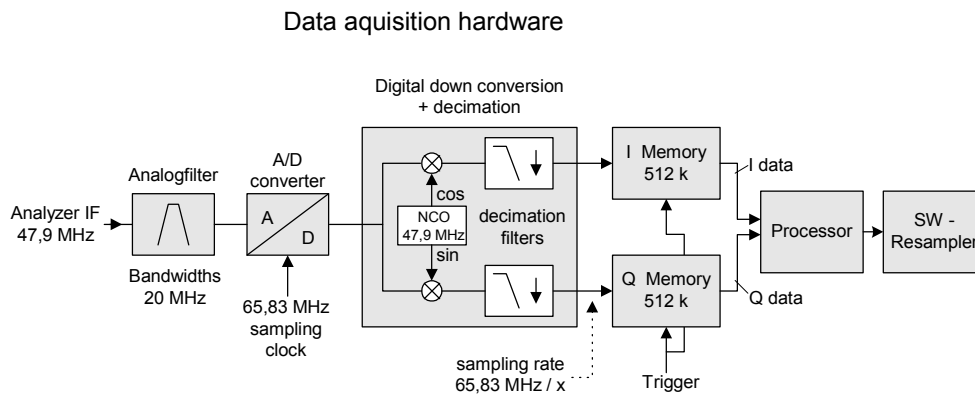 Data aquisition hardware
Digital down conversion
+ decimation
Analyzer IF
47,9 MHz
Analogfilter
Bandwidths
20 MHz
A/D
converter
A
D
65,83 MHz
sampling
clock
cos
NCO
47,9 MHz
sin
decimation
filters
sampling rate
65,83 MHz / x
I Memory
512 k
Q Memory
512 k
Trigger
I data
Q data
Processor
SW -
Resampler